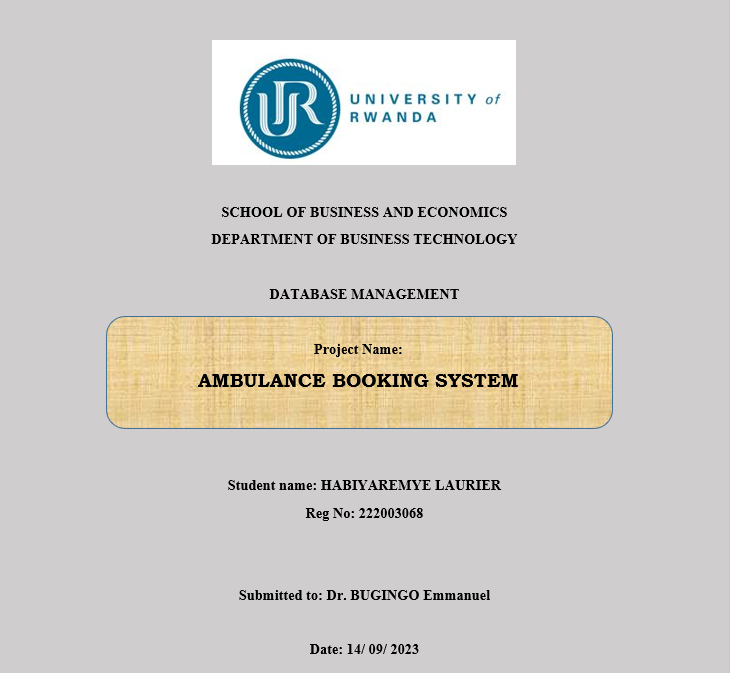 UR
UNIVERSITY of
RWANDA
SCHOOL OF BUSINESS AND ECONOMICS
DEPARTMENT OF BUSINESS TECHNOLOGY
DATABASE MANAGEMENT
Project Name:
AMBULANCE BOOKING SYSTEM
Student name: HABIYAREMYE LAURIER
Reg No: 222003068
Submitted to: Dr. BUGINGO Emmanuel
Date: 14/ 09/ 2023